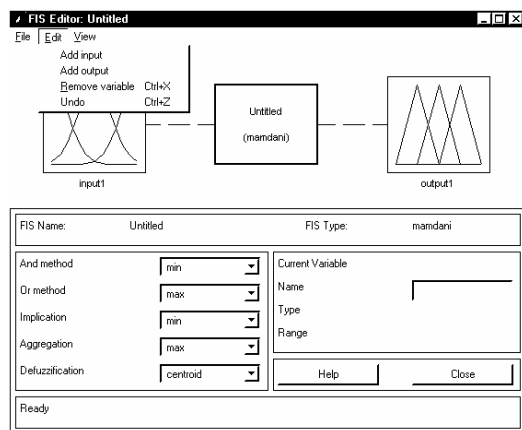 FIS Editor: Untitled
File Edit View
Add input
Add output
Remove variable Ctrl+X
Undo Ctrl+Z
Untitled
(mamdani)
input1
output1
FIS Name: Untitled FIS Type: mamdani
And method min
Or method max
Implication min
Aggregation max
Defuzzification centroid
Current Variable
Name
Type
Range
Help Close
Ready